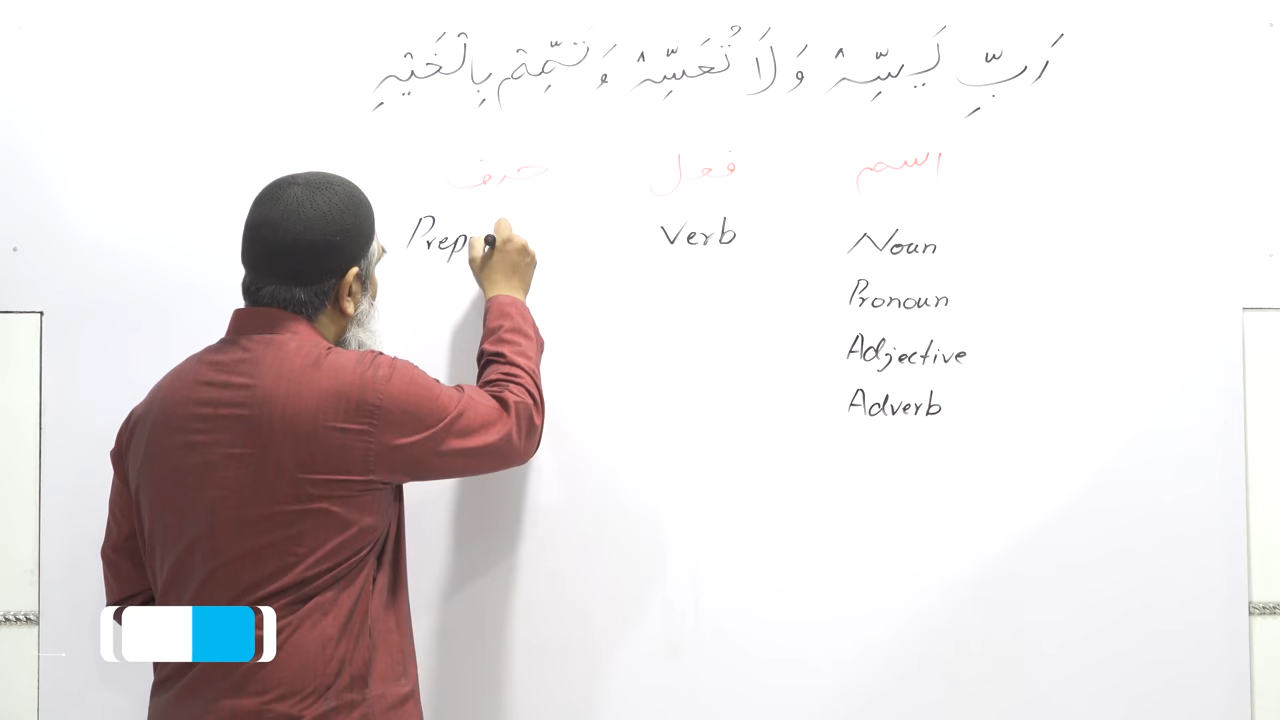 رَبِّ يَسِّرْ وَلَا تُعَسِّرْ وَتَمِّمْ بِالْخَيْرِ
اسم فعل حرف
Noun Verb Prep
Pronoun
Adjective
Adverb